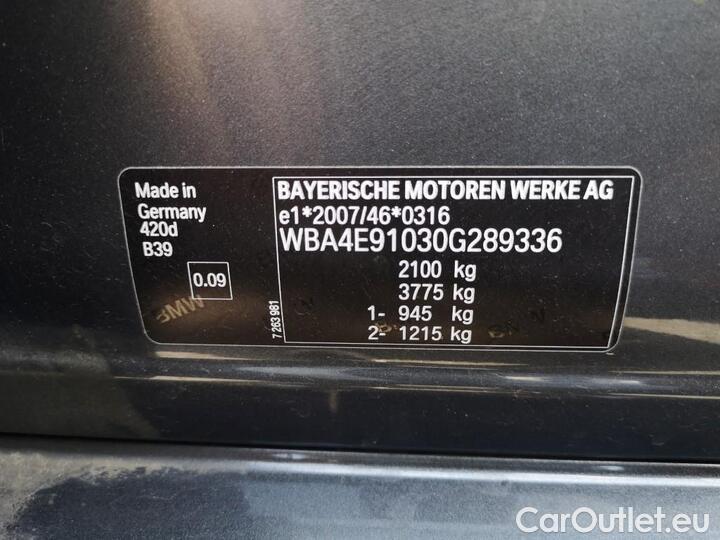 Made in
Germany
420d
B39
0.09
BMW
7 263 981
BAYERISCHE MOTOREN WERKE AG
e1*2007/46*0316
WBA4E91030G289336
2100 kg
3775 kg
1- 945 kg
2- 1215 kg
CarOutlet.eu